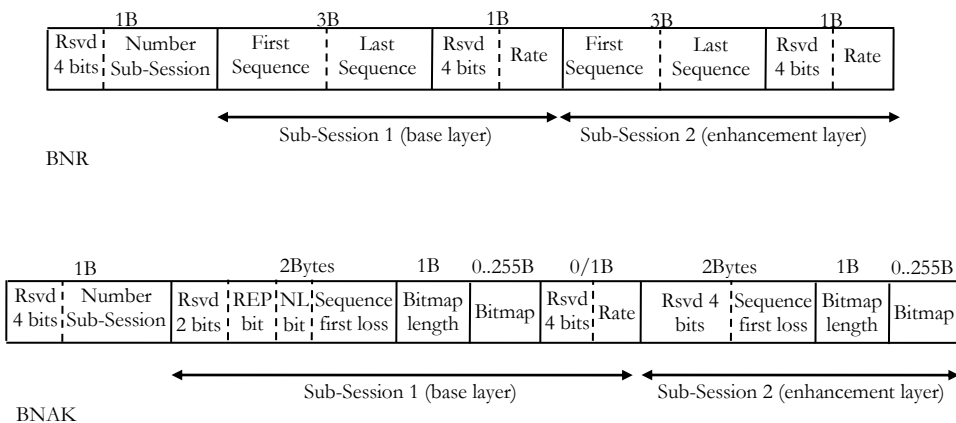 1B 3B 1B 3B 1B
Rsvd Number First Last Rsvd Rate First Last Rsvd Rate
4 bits Sub-Session Sequence Sequence 4 bits Sequence Sequence 4 bits
Sub-Session 1 (base layer) Sub-Session 2 (enhancement layer)
BNR
1B 2Bytes 1B 0..255B 0/1B 2Bytes 1B 0..255B
Rsvd Number Rsvd REP NL Sequence Bitmap Bitmap Rsvd Rate Rsvd 4 Sequence Bitmap Bitmap
4 bits Sub-Session 2 bits bit bit first loss length 4 bits bits first loss length
Sub-Session 1 (base layer) Sub-Session 2 (enhancement layer)
BNAK